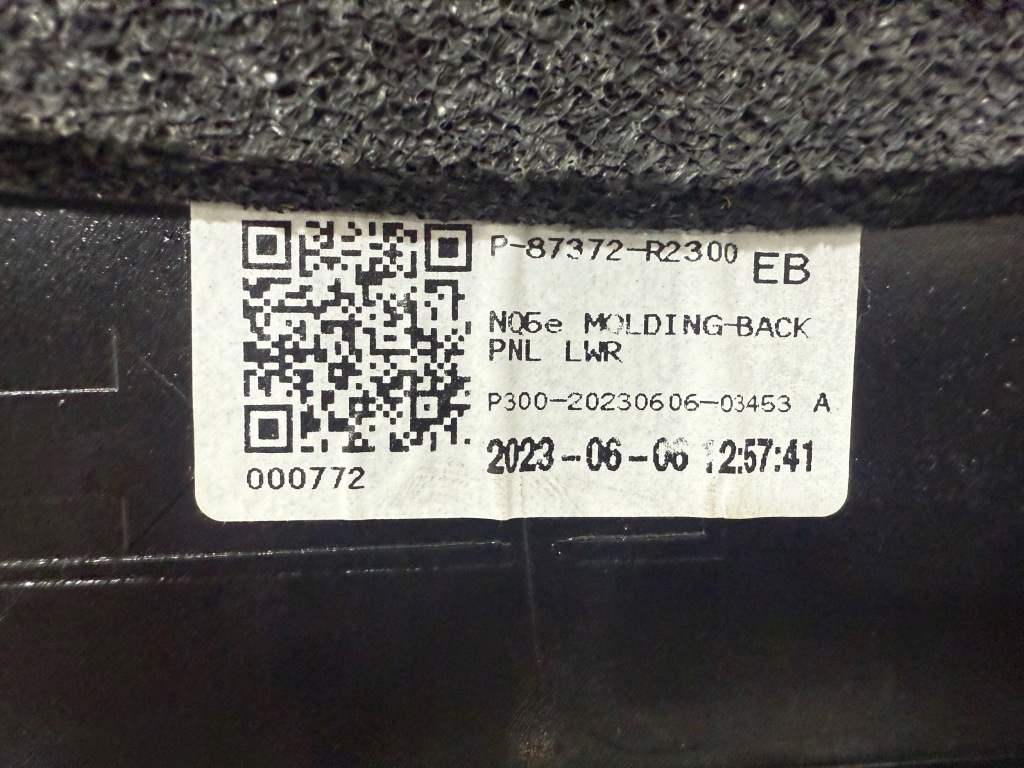 P-87372-R2300 EB
NQ5e MOLDING-BACK
PNL LWR
P300-20230606-03453 A
2023-06-06 12:57:41
000772